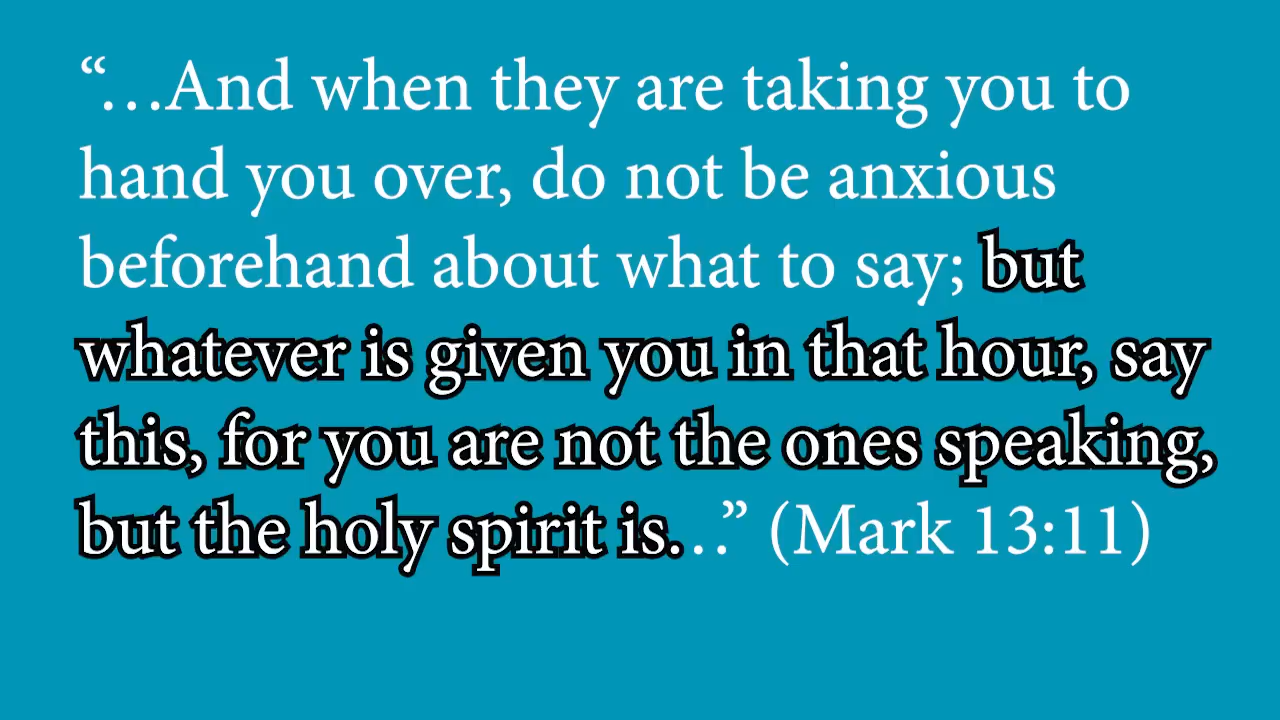 “…And when they are taking you to
hand you over, do not be anxious
beforehand about what to say; but
whatever is given you in that hour, say
this, for you are not the ones speaking,
but the holy spirit is…” (Mark 13:11)